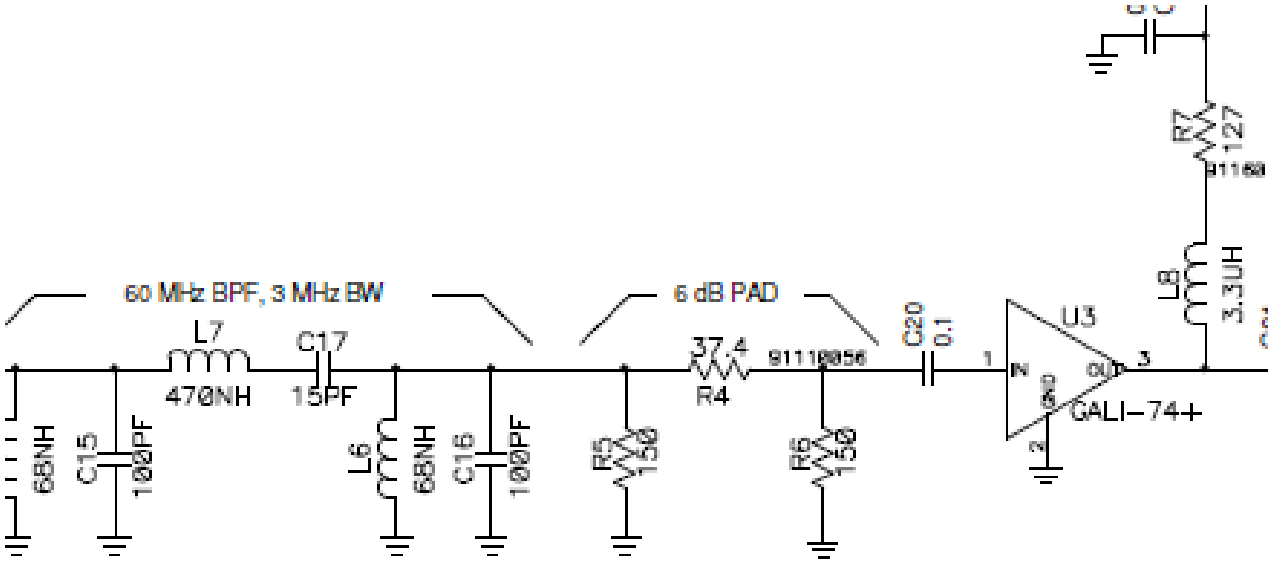 R7
127
91160
L8
3.3UH
60 MHz BPF, 3 MHz BW
6 dB PAD
L7
470NH
C17
15PF
37.4
R4
91110056
C20
0.1
U3
1
IN
OUT
3
GND
2
GALI-74+
68NH
C15
100PF
L6
68NH
C16
100PF
R5
150
R6
150